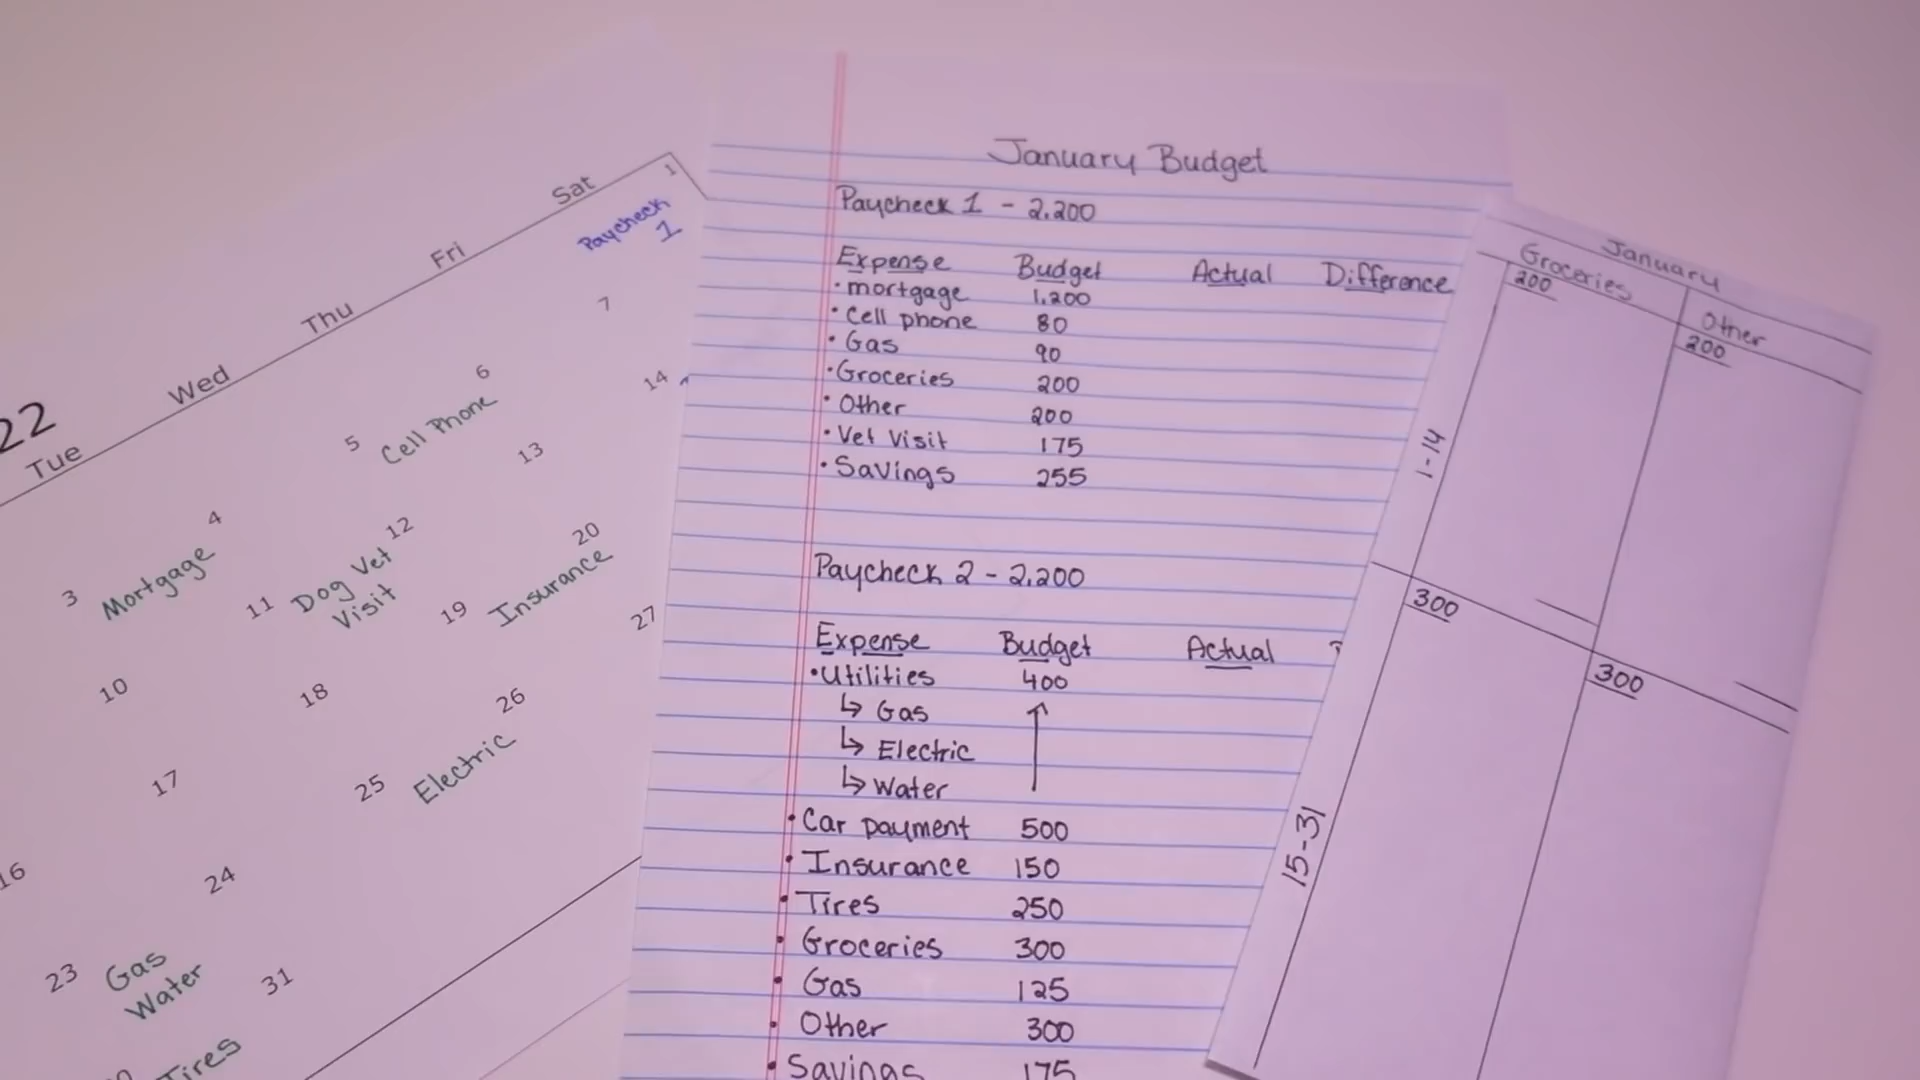 22
Tue Wed Thu Fri Sat
1
Paycheck
1
3 4 5 6 7
Mortgage
Cell Phone
10 11 12 13 14
Dog Vet
Visit
16 17 18 19 20
Insurance
23 24 25 26 27
Gas
Water
Electric
31
Tires
January Budget
Paycheck 1 - 2,200
Expense Budget Actual Difference
· mortgage 1,200
· Cell phone 80
· Gas 90
· Groceries 200
· Other 200
· Vet Visit 175
· Savings 255
Paycheck 2 - 2,200
Expense Budget Actual
· Utilities 400
↳ Gas
↳ Electric
↳ Water
· Car payment 500
· Insurance 150
· Tires 250
· Groceries 300
· Gas 125
· Other 300
· Savings 175
January
Groceries Other
200 200
1-14
300 300
15-31